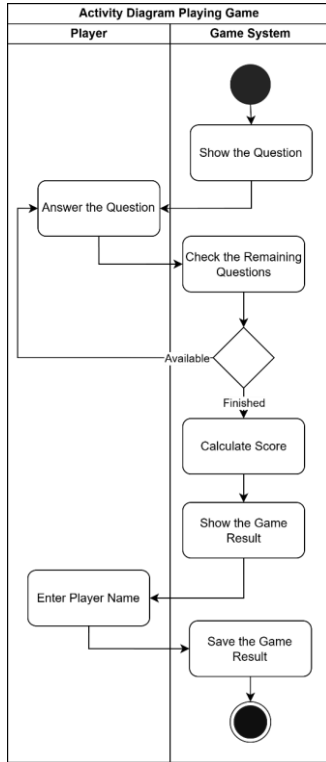 Activity Diagram Playing Game
Player
Game System
Show the Question
Answer the Question
Check the Remaining
Questions
Available
Finished
Calculate Score
Show the Game
Result
Enter Player Name
Save the Game
Result